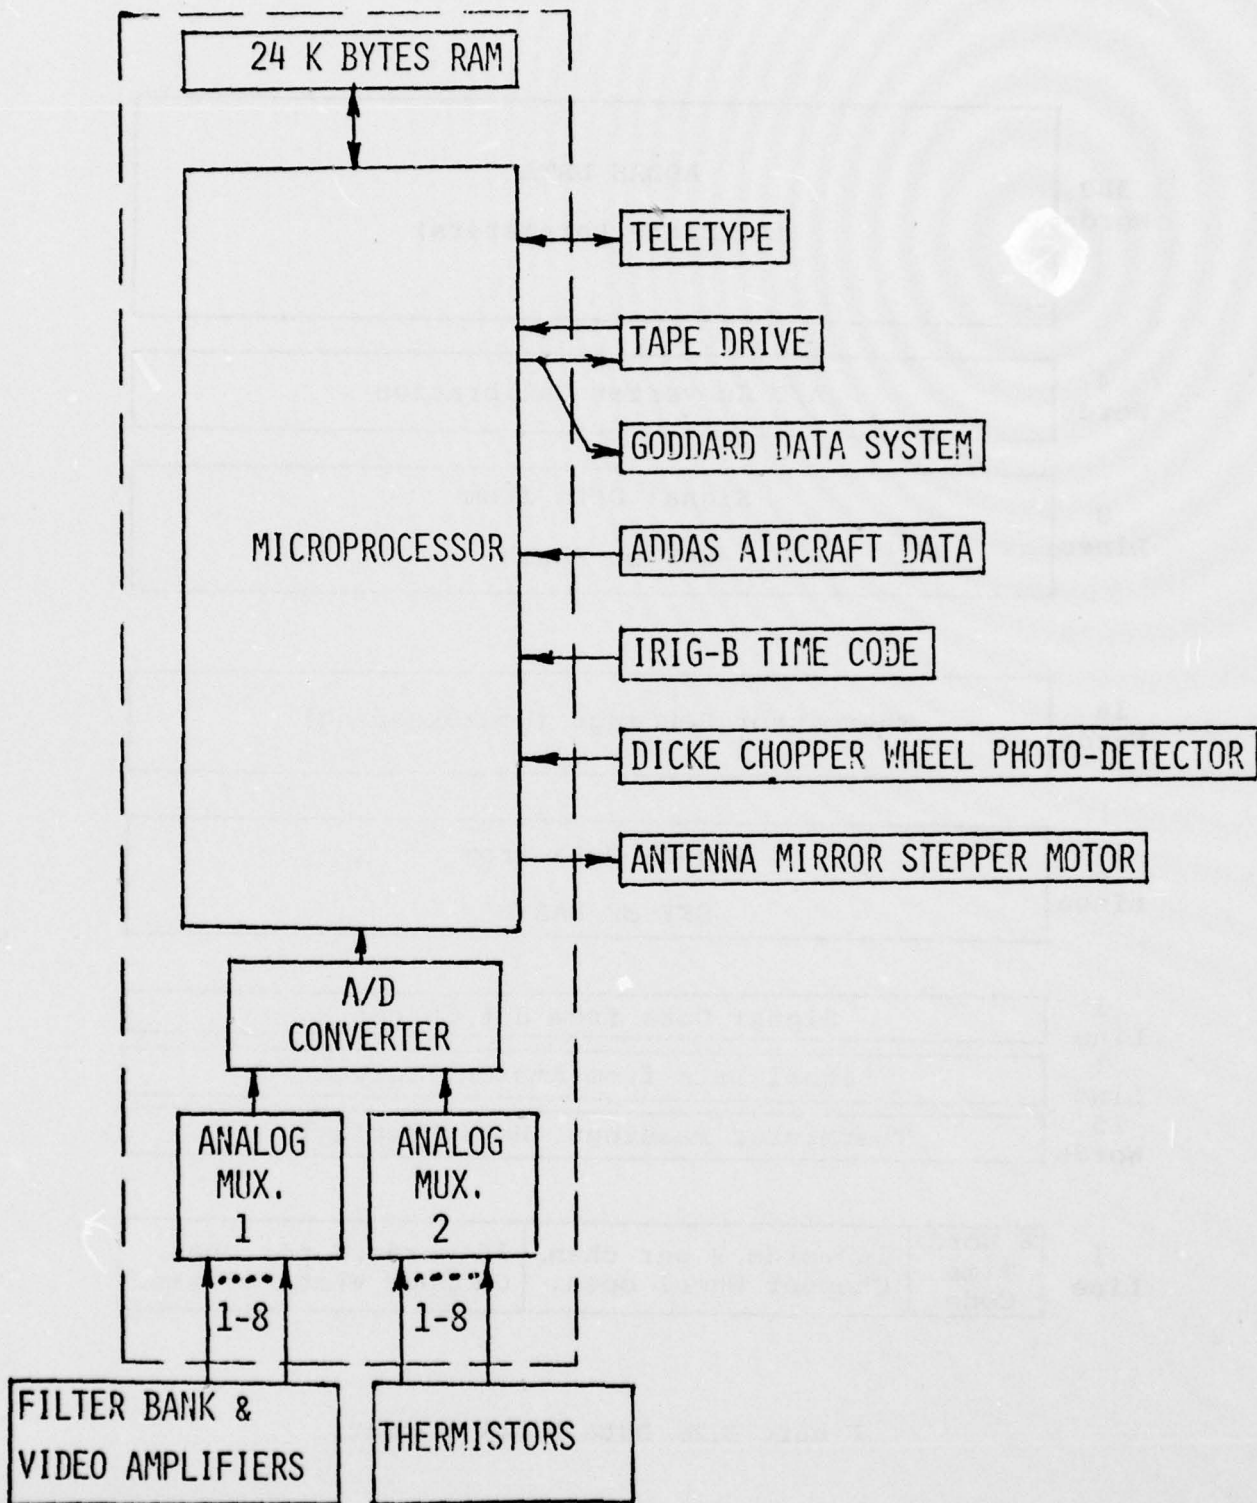 24 K BYTES RAM
TELETYPE
TAPE DRIVE
GODDARD DATA SYSTEM
MICROPROCESSOR
ADDAS AIRCRAFT DATA
IRIG-B TIME CODE
DICKE CHOPPER WHEEL PHOTO-DETECTOR
ANTENNA MIRROR STEPPER MOTOR
A/D
CONVERTER
ANALOG
MUX.
1
ANALOG
MUX.
2
1-8
1-8
FILTER BANK &
VIDEO AMPLIFIERS
THERMISTORS